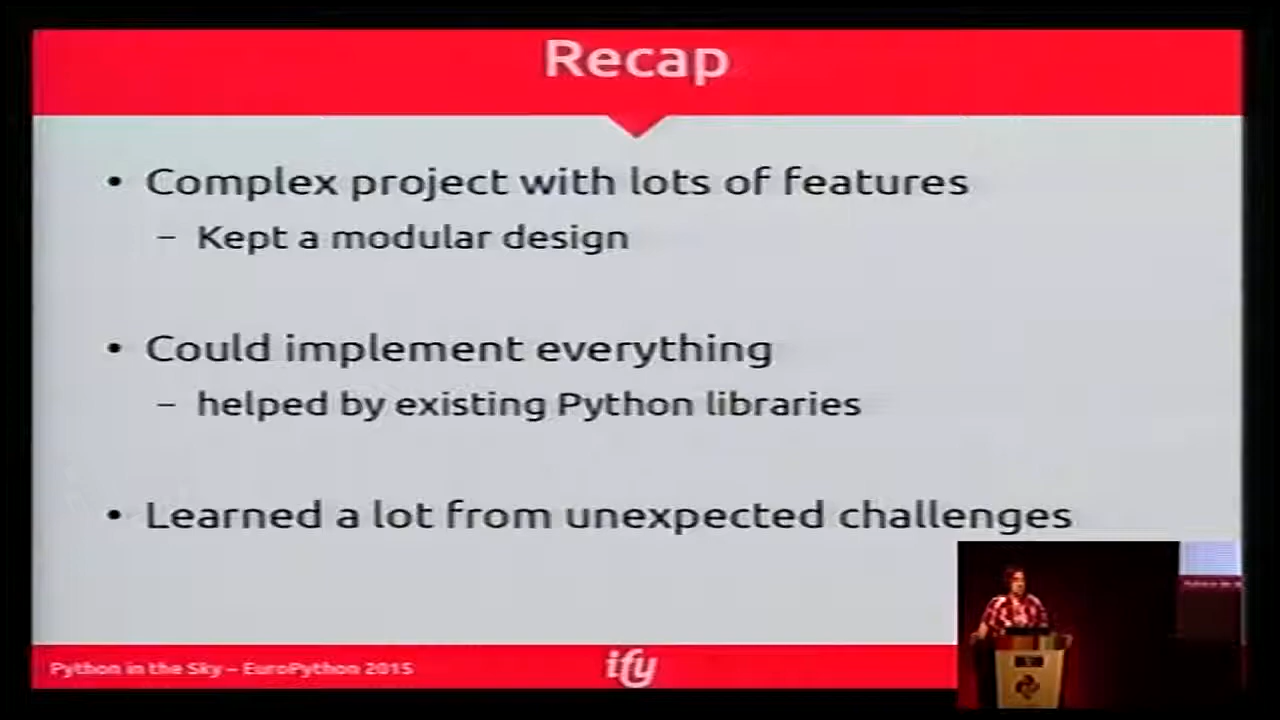 Recap
• Complex project with lots of features
– Kept a modular design
• Could implement everything
– helped by existing Python libraries
• Learned a lot from unexpected challenges
Python in the Sky – EuroPython 2015
ify